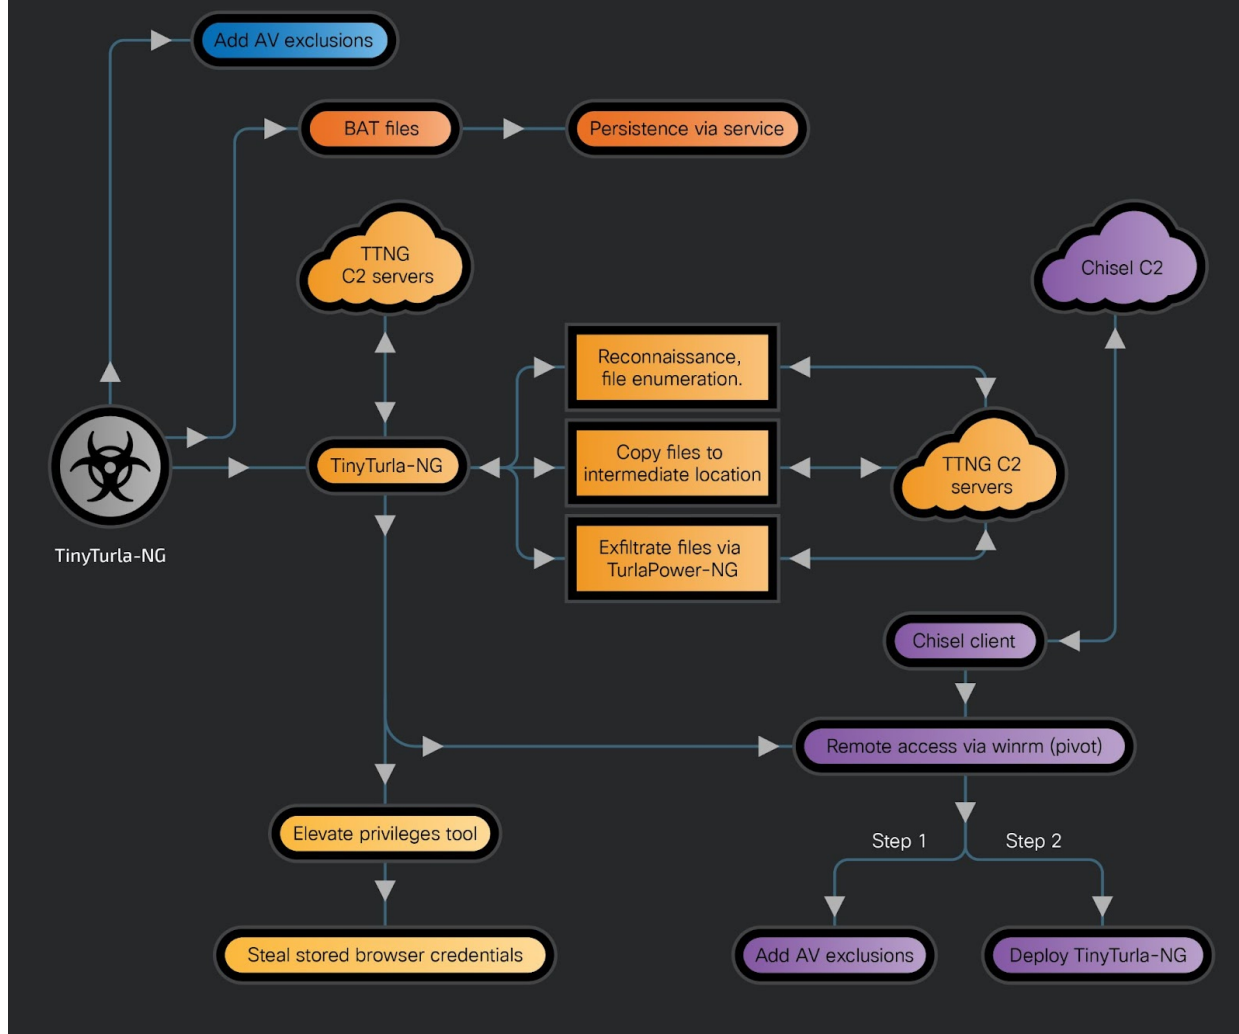 Add AV exclusions
BAT files
Persistence via service
TTNG
C2 servers
Chisel C2
Reconnaissance,
file enumeration.
Copy files to
intermediate location
Exfiltrate files via
TurlaPower-NG
TTNG C2
servers
TinyTurla-NG
TinyTurla-NG
Chisel client
Remote access via winrm (pivot)
Elevate privileges tool
Step 1
Step 2
Steal stored browser credentials
Add AV exclusions
Deploy TinyTurla-NG